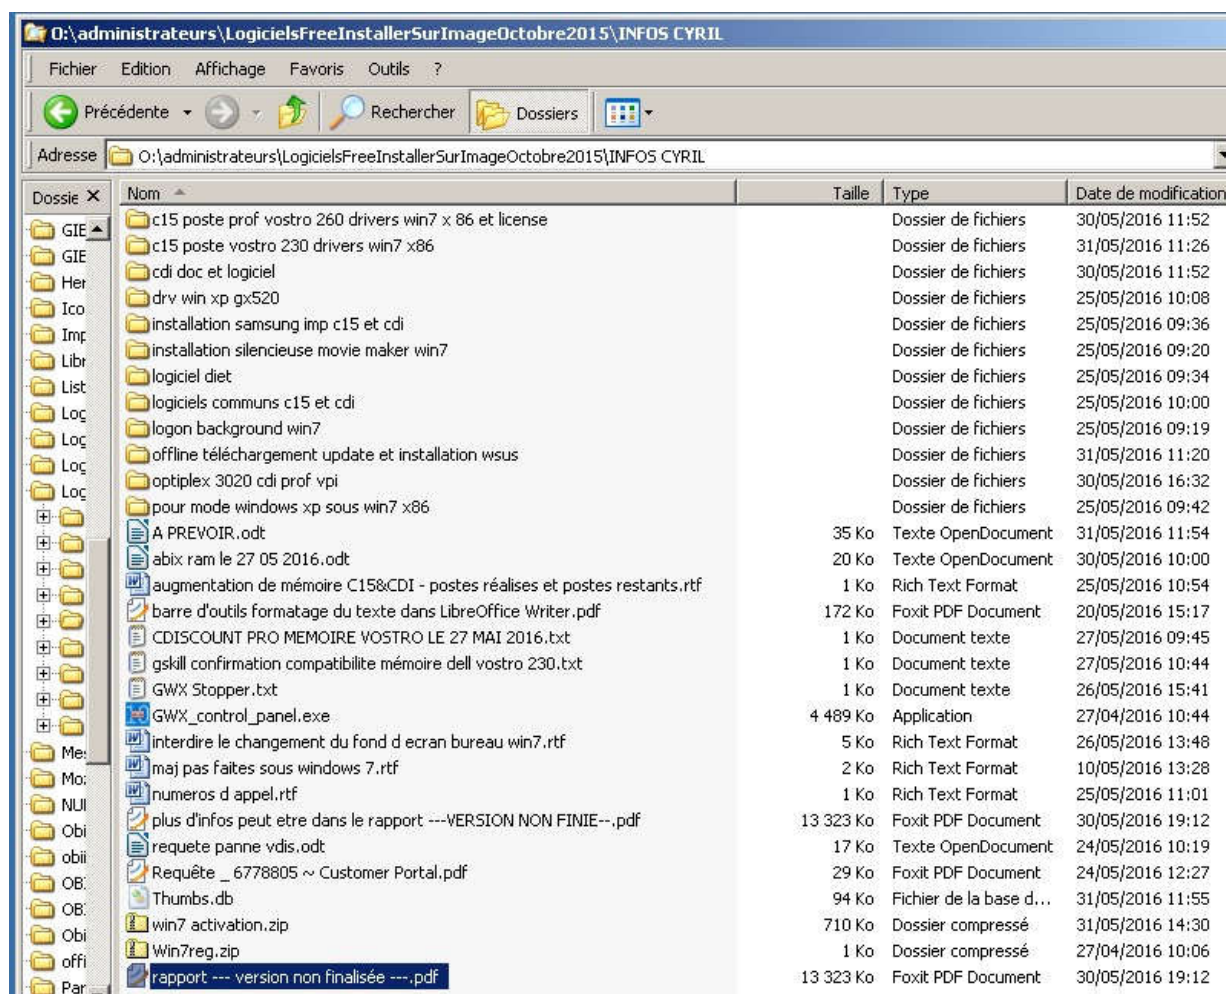 O:\administrateurs\LogicielsFreeInstallerSurImageOctobre2015\INFOS CYRIL
Fichier Edition Affichage Favoris Outils ?
Précédente Rechercher Dossiers
Adresse O:\administrateurs\LogicielsFreeInstallerSurImageOctobre2015\INFOS CYRIL
Dossie X Nom Taille Type Date de modification
GIE c15 poste prof vostro 260 drivers win7 x 86 et license Dossier de fichiers 30/05/2016 11:52
GIE c15 poste vostro 230 drivers win7 x86 Dossier de fichiers 31/05/2016 11:26
Her cdi doc et logiciel Dossier de fichiers 30/05/2016 11:52
Ico drv win xp gx520 Dossier de fichiers 25/05/2016 10:08
Imp installation samsung imp c15 et cdi Dossier de fichiers 25/05/2016 09:36
Libr installation silencieuse movie maker win7 Dossier de fichiers 25/05/2016 09:20
List logiciel diet Dossier de fichiers 25/05/2016 09:34
Log logiciels communs c15 et cdi Dossier de fichiers 25/05/2016 10:00
Log logon background win7 Dossier de fichiers 25/05/2016 09:19
Log offline téléchargement update et installation wsus Dossier de fichiers 31/05/2016 11:20
Log optiplex 3020 cdi prof vpi Dossier de fichiers 30/05/2016 16:32
pour mode windows xp sous win7 x86 Dossier de fichiers 25/05/2016 09:42
A PREVOIR.odt 35 Ko Texte OpenDocument 31/05/2016 11:54
abix ram le 27 05 2016.odt 20 Ko Texte OpenDocument 30/05/2016 10:00
augmentation de mémoire C15&CDI - postes réalises et postes restants.rtf 1 Ko Rich Text Format 25/05/2016 10:54
barre d'outils formatage du texte dans LibreOffice Writer.pdf 172 Ko Foxit PDF Document 20/05/2016 15:17
CDISCOUNT PRO MEMOIRE VOSTRO LE 27 MAI 2016.txt 1 Ko Document texte 27/05/2016 09:45
gskill confirmation compatibilite mémoire dell vostro 230.txt 1 Ko Document texte 27/05/2016 10:44
GWX Stopper.txt 1 Ko Document texte 26/05/2016 15:41
GWX_control_panel.exe 4 489 Ko Application 27/04/2016 10:44
Mes interdire le changement du fond d ecran bureau win7.rtf 5 Ko Rich Text Format 26/05/2016 13:48
Moz maj pas faites sous windows 7.rtf 2 Ko Rich Text Format 10/05/2016 13:28
NUI numeros d appel.rtf 1 Ko Rich Text Format 25/05/2016 11:01
Obi plus d'infos peut etre dans le rapport ---VERSION NON FINIE--.pdf 13 323 Ko Foxit PDF Document 30/05/2016 19:12
obii requete panne vdis.odt 17 Ko Texte OpenDocument 24/05/2016 10:19
OB: Requête _ 6778805 ~ Customer Portal.pdf 29 Ko Foxit PDF Document 24/05/2016 12:27
OB: Thumbs.db 94 Ko Fichier de la base d... 31/05/2016 11:55
Obi win7 activation.zip 710 Ko Dossier compressé 31/05/2016 14:30
offi Win7reg.zip 1 Ko Dossier compressé 27/04/2016 10:06
Par rapport --- version non finalisée ---.pdf 13 323 Ko Foxit PDF Document 30/05/2016 19:12